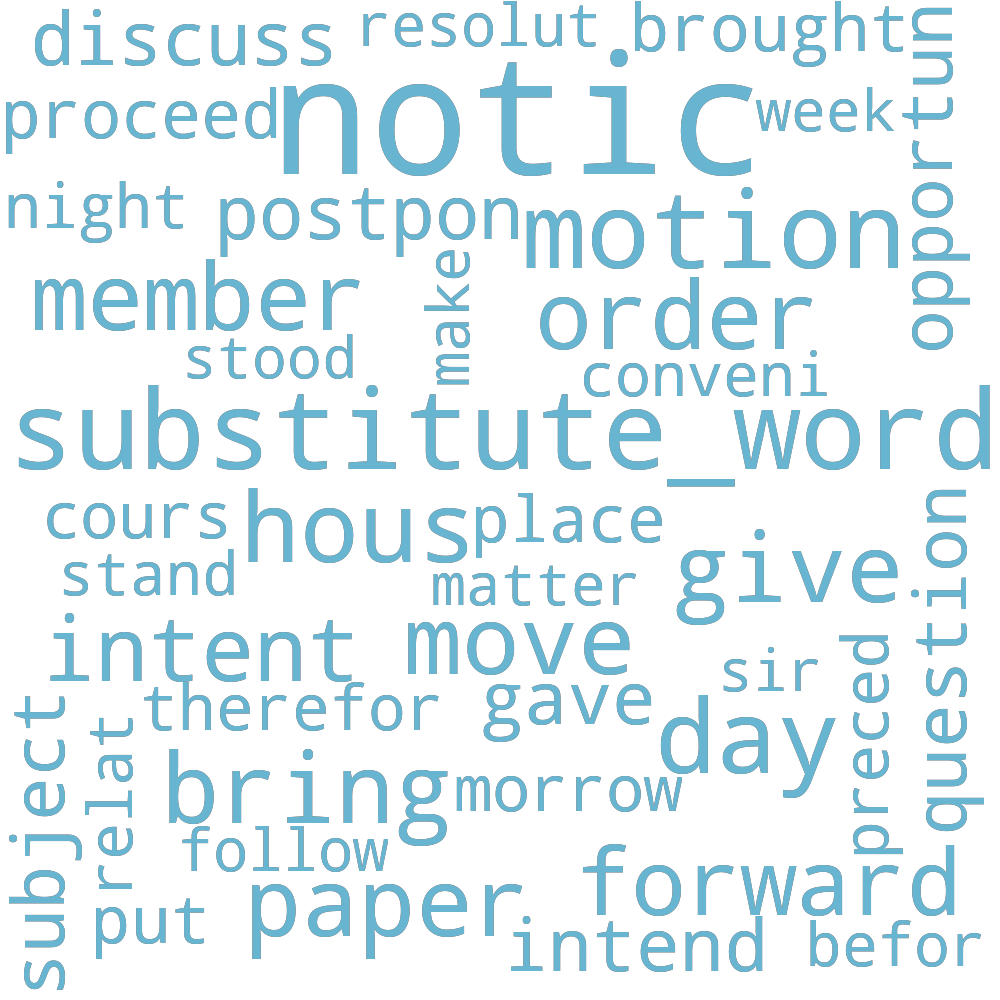 discuss
resolut
brought
proceed
notic
week
opportun
night
postpon
motion
member
make
order
stood
conveni
substitute_word
cours
hous
place
give
question
stand
matter
intent
move
sir
preced
therefor
gave
day
subject
relat
bring
morrow
follow
paper
forward
put
intend
befor